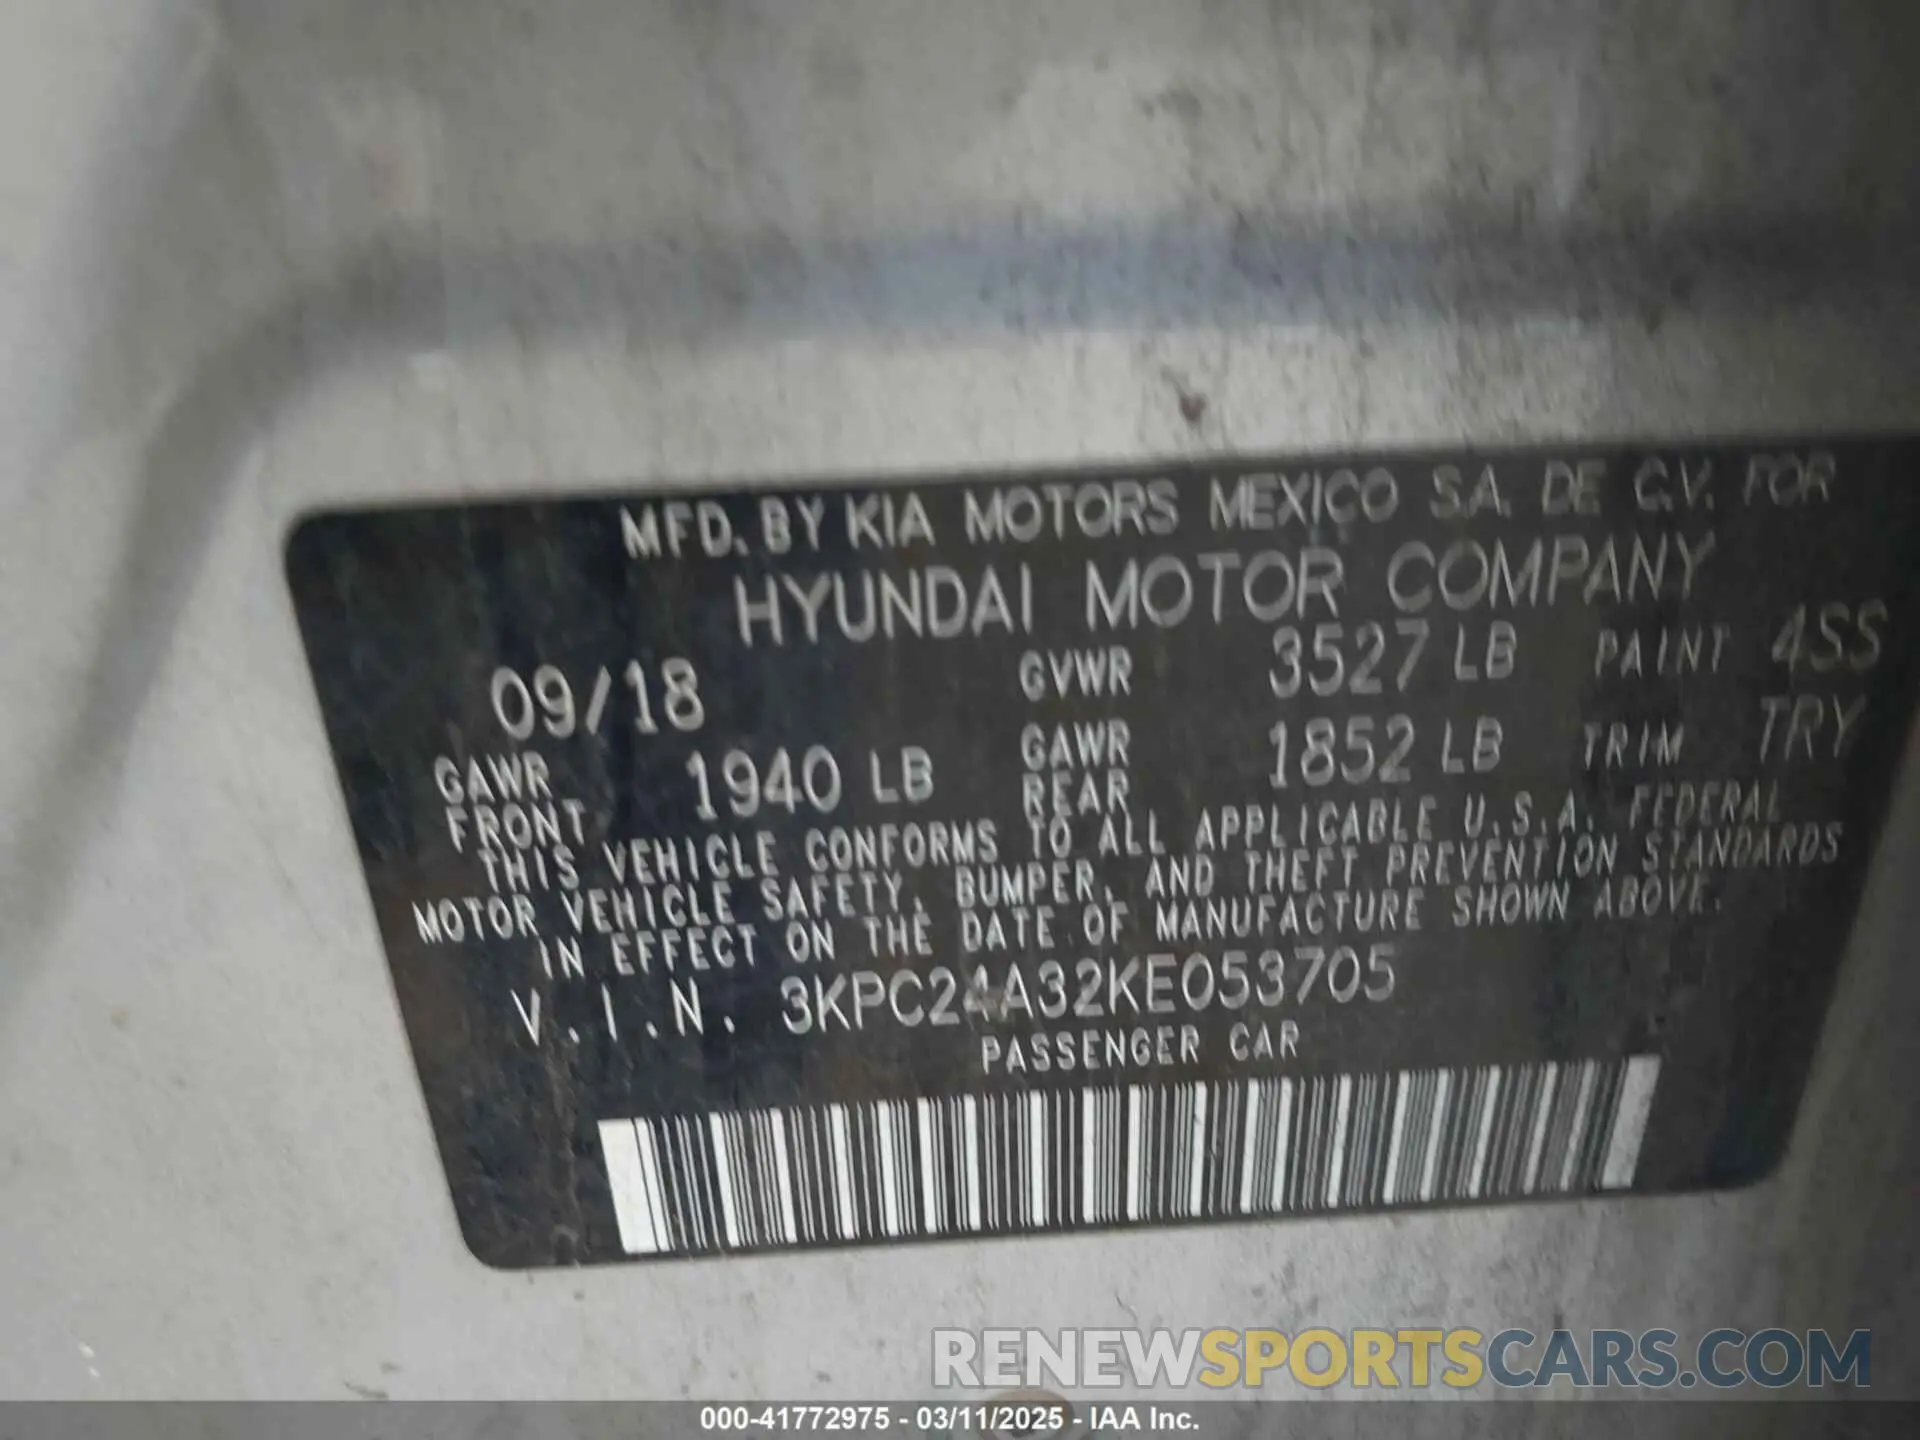 MFD. BY KIA MOTORS MEXICO S.A. DE C.V. FOR
HYUNDAI MOTOR COMPANY
09/18 GVWR 3527 LB PAINT 4SS
GAWR FRONT 1940 LB GAWR REAR 1852 LB TRIM TRY
THIS VEHICLE CONFORMS TO ALL APPLICABLE U.S.A. FEDERAL
MOTOR VEHICLE SAFETY, BUMPER, AND THEFT PREVENTION STANDARDS
IN EFFECT ON THE DATE OF MANUFACTURE SHOWN ABOVE.
V.I.N. 3KPC24A32KE053705
PASSENGER CAR
RENEWSPORTSCARS.COM
000-41772975 - 03/11/2025 - IAA Inc.